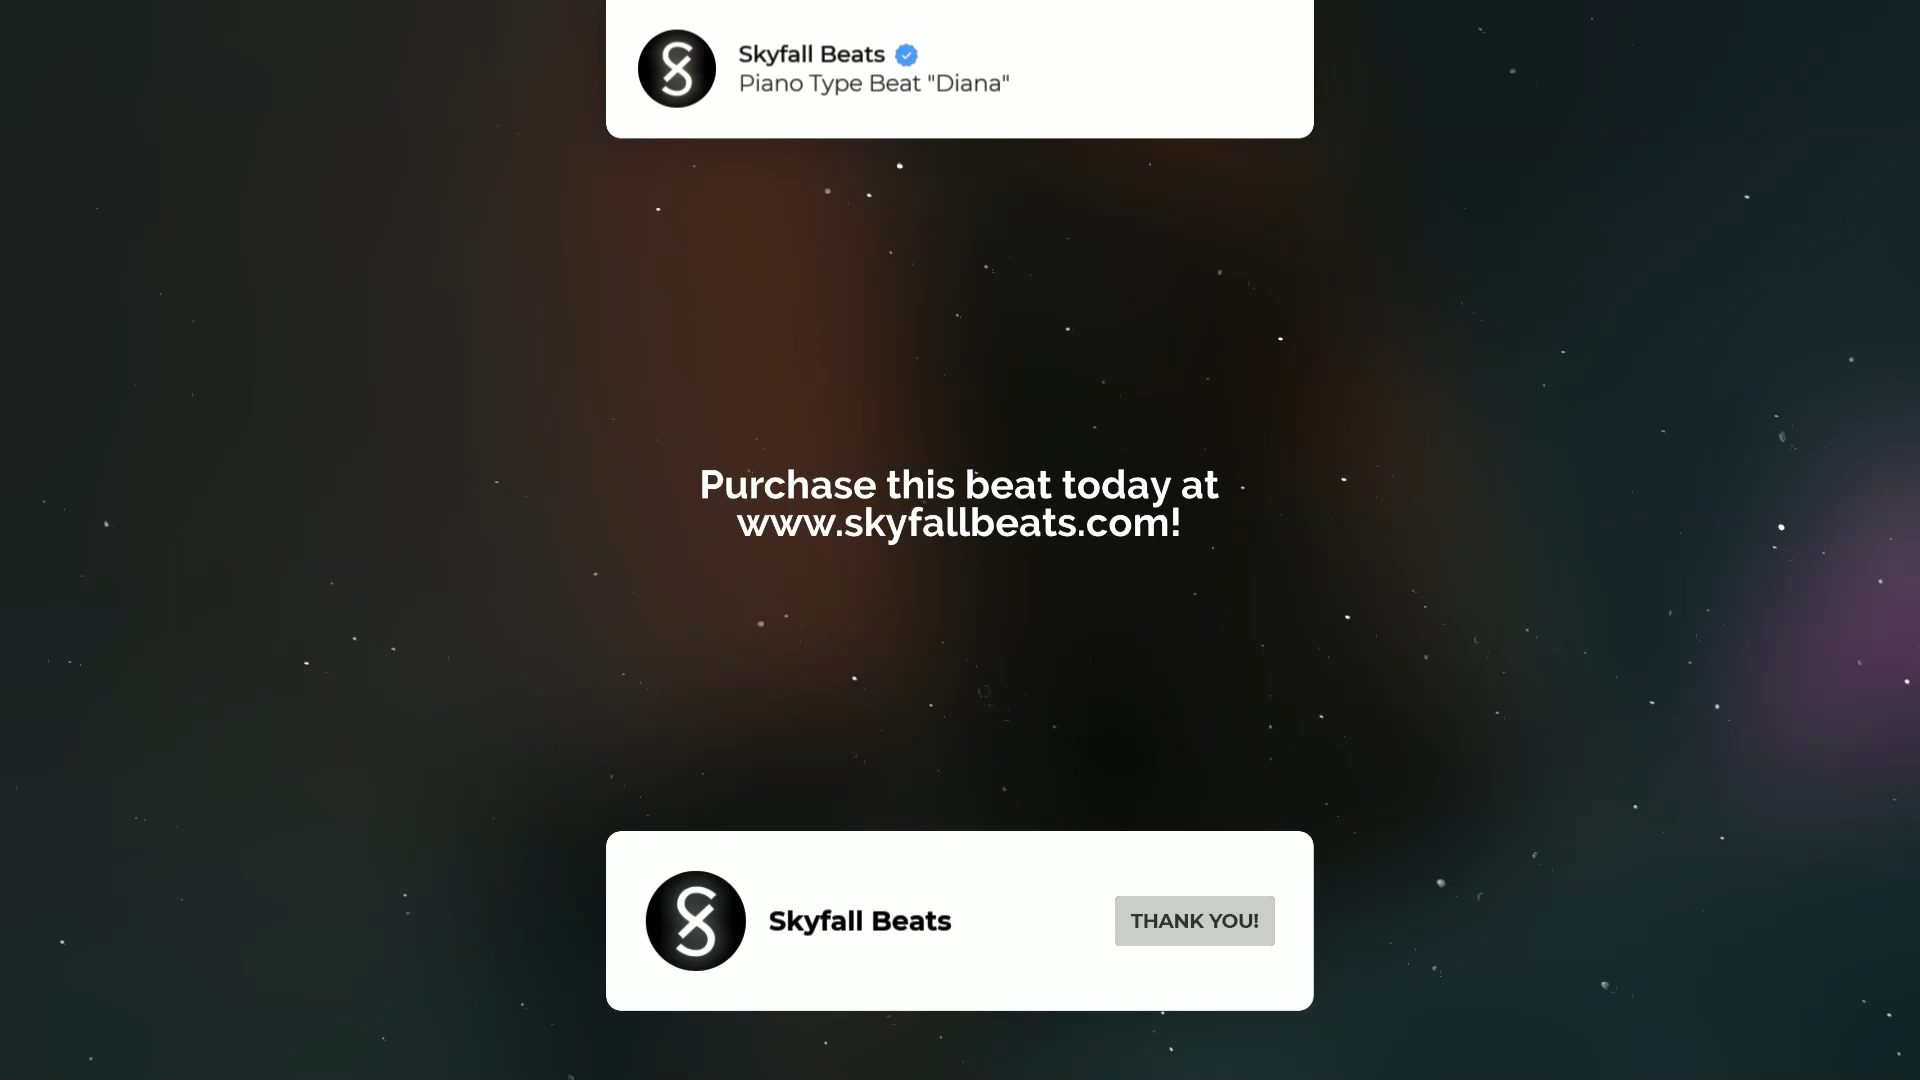 Skyfall Beats
Piano Type Beat "Diana"
Purchase this beat today at
www.skyfallbeats.com!
Skyfall Beats
THANK YOU!